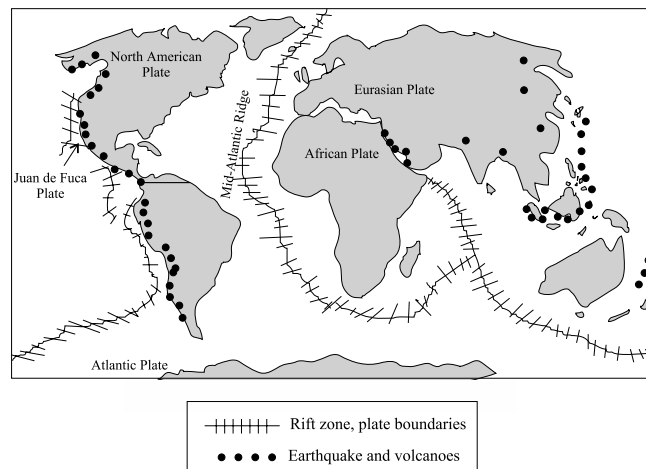 North American
Plate
Eurasian Plate
Mid-Atlantic Ridge
African Plate
Juan de Fuca
Plate
Atlantic Plate
Rift zone, plate boundaries
Earthquake and volcanoes